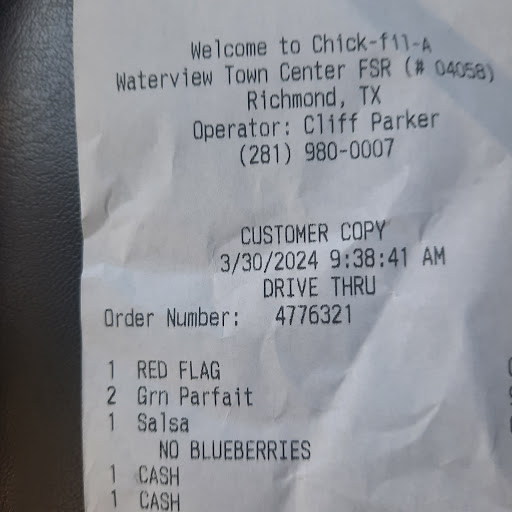 Welcome to Chick-fil-A
Waterview Town Center FSR (# 04058)
Richmond, TX
Operator: Cliff Parker
(281) 980-0007
CUSTOMER COPY
3/30/2024 9:38:41 AM
DRIVE THRU
Order Number: 4776321
1 RED FLAG
2 Grn Parfait
1 Salsa
NO BLUEBERRIES
1 CASH
1 CASH